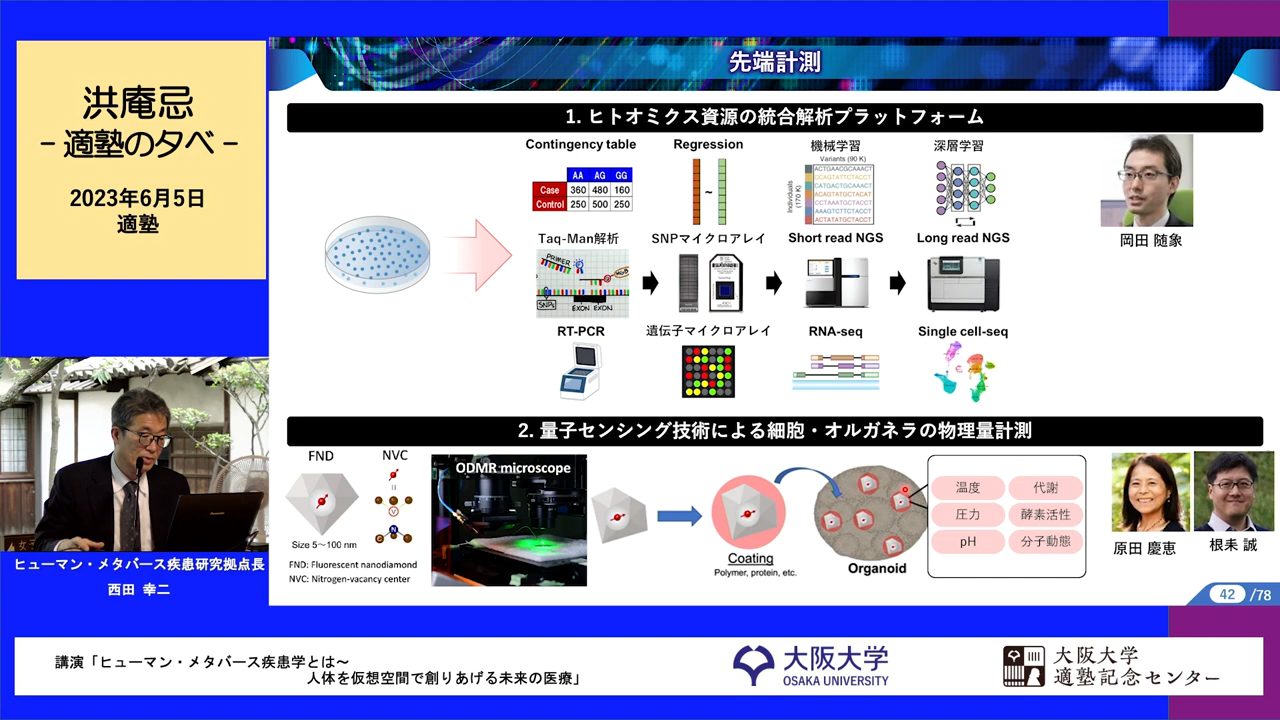 洪庵忌
- 適塾の夕べ -
2023年6月5日
適塾
先端計測
1. ヒトオミクス資源の統合解析プラットフォーム
Contingency table
AA AG GG
Case 360 480 160
Control 250 500 250
Regression
~
機械学習
Variants (90 K)
Individuals
(170 K)
ACTGAACGCAAACT
CCAGTATTCTACCT
CATGACTGCAAACT
ACAGTATGCTACAT
CCTAAATGCTACCT
AAAGTCTTCTACCT
ACTATATGCTACCT
深層学習
岡田 随象
Taq-Man解析
PRIMER
SNPs
EXON EXON
SNPマイクロアレイ
Short read NGS
Long read NGS
RT-PCR
遺伝子マイクロアレイ
RNA-seq
Single cell-seq
2. 量子センシング技術による細胞・オルガネラの物理量計測
FND
NVC
V
N
C
Size 5~100 nm
FND: Fluorescent nanodiamond
NVC: Nitrogen-vacancy center
ODMR microscope
Coating
Polymer, protein, etc.
Organoid
温度 代謝
圧力 酵素活性
pH 分子動態
原田 慶恵
根来 誠
42 /78
ヒューマン・メタバース疾患研究拠点長
西田 幸二
講演「ヒューマン・メタバース疾患学とは~
人体を仮想空間で創りあげる未来の医療」
大阪大学
OSAKA UNIVERSITY
大阪大学
適塾記念センター